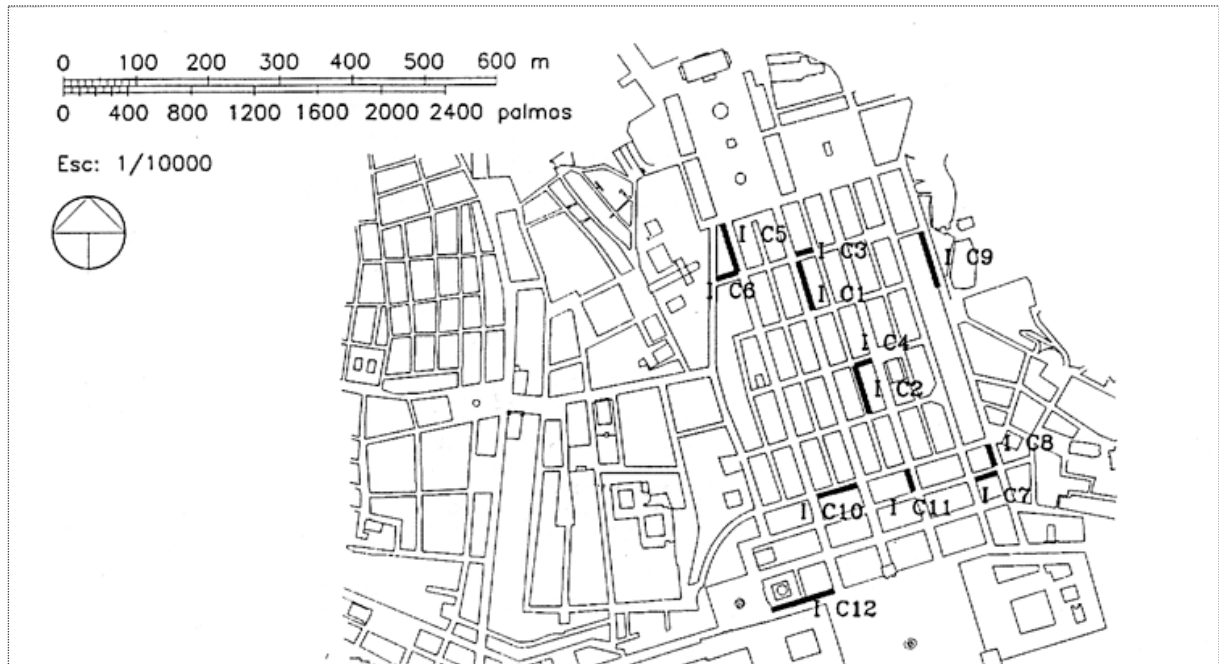 0 100 200 300 400 500 600 m
0 400 800 1200 1600 2000 2400 palmos
Esc: 1/10000
I C5
I C3
I C9
I C6
I C1
I C4
I C2
I C8
I C7
I C10
I C11
I C12